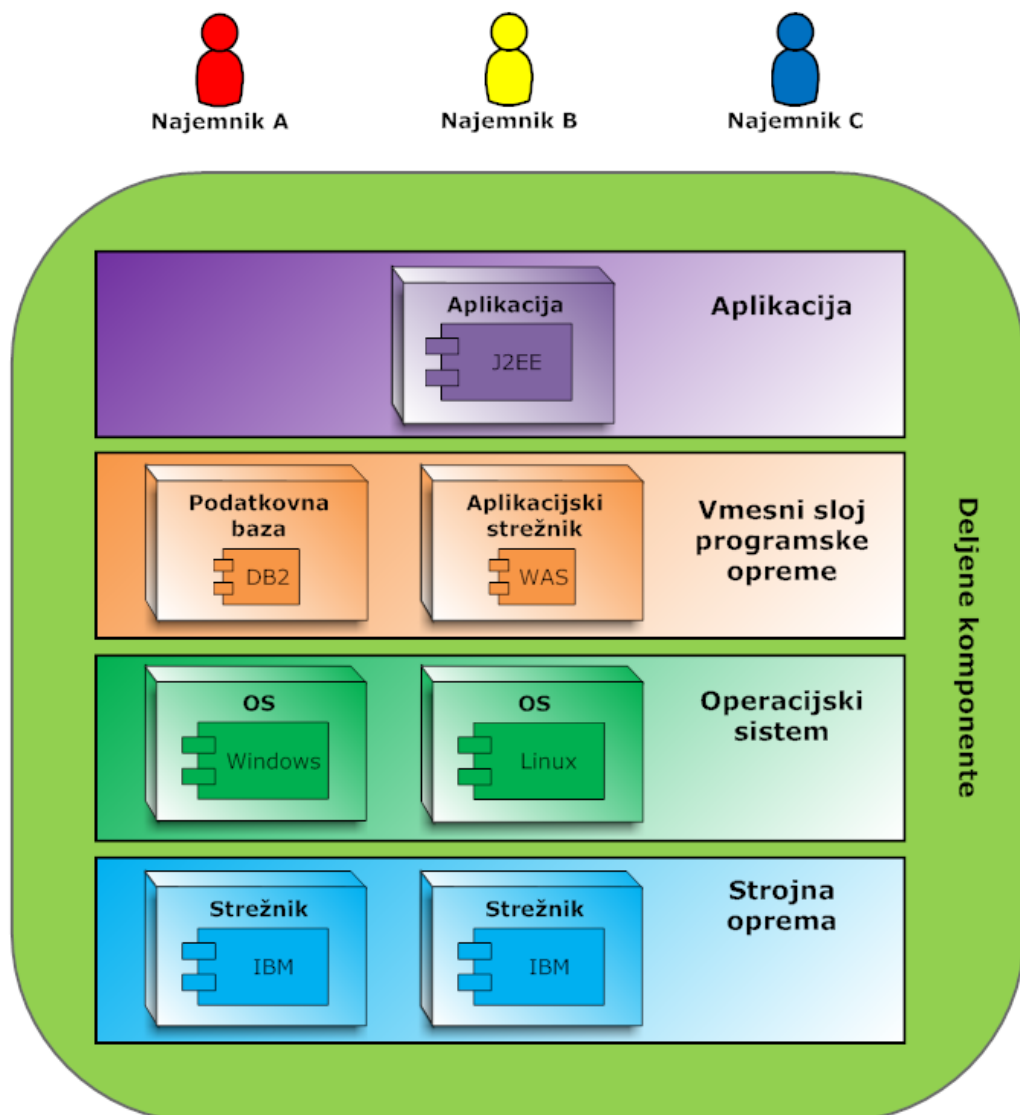 Najemnik A
Najemnik B
Najemnik C
Aplikacija
J2EE
Aplikacija
Podatkovna
baza
DB2
Aplikacijski
strežnik
WAS
Vmesni sloj
programske
opreme
OS
Windows
OS
Linux
Operacijski
sistem
Strežnik
IBM
Strežnik
IBM
Strojna
oprema
Deljene komponente